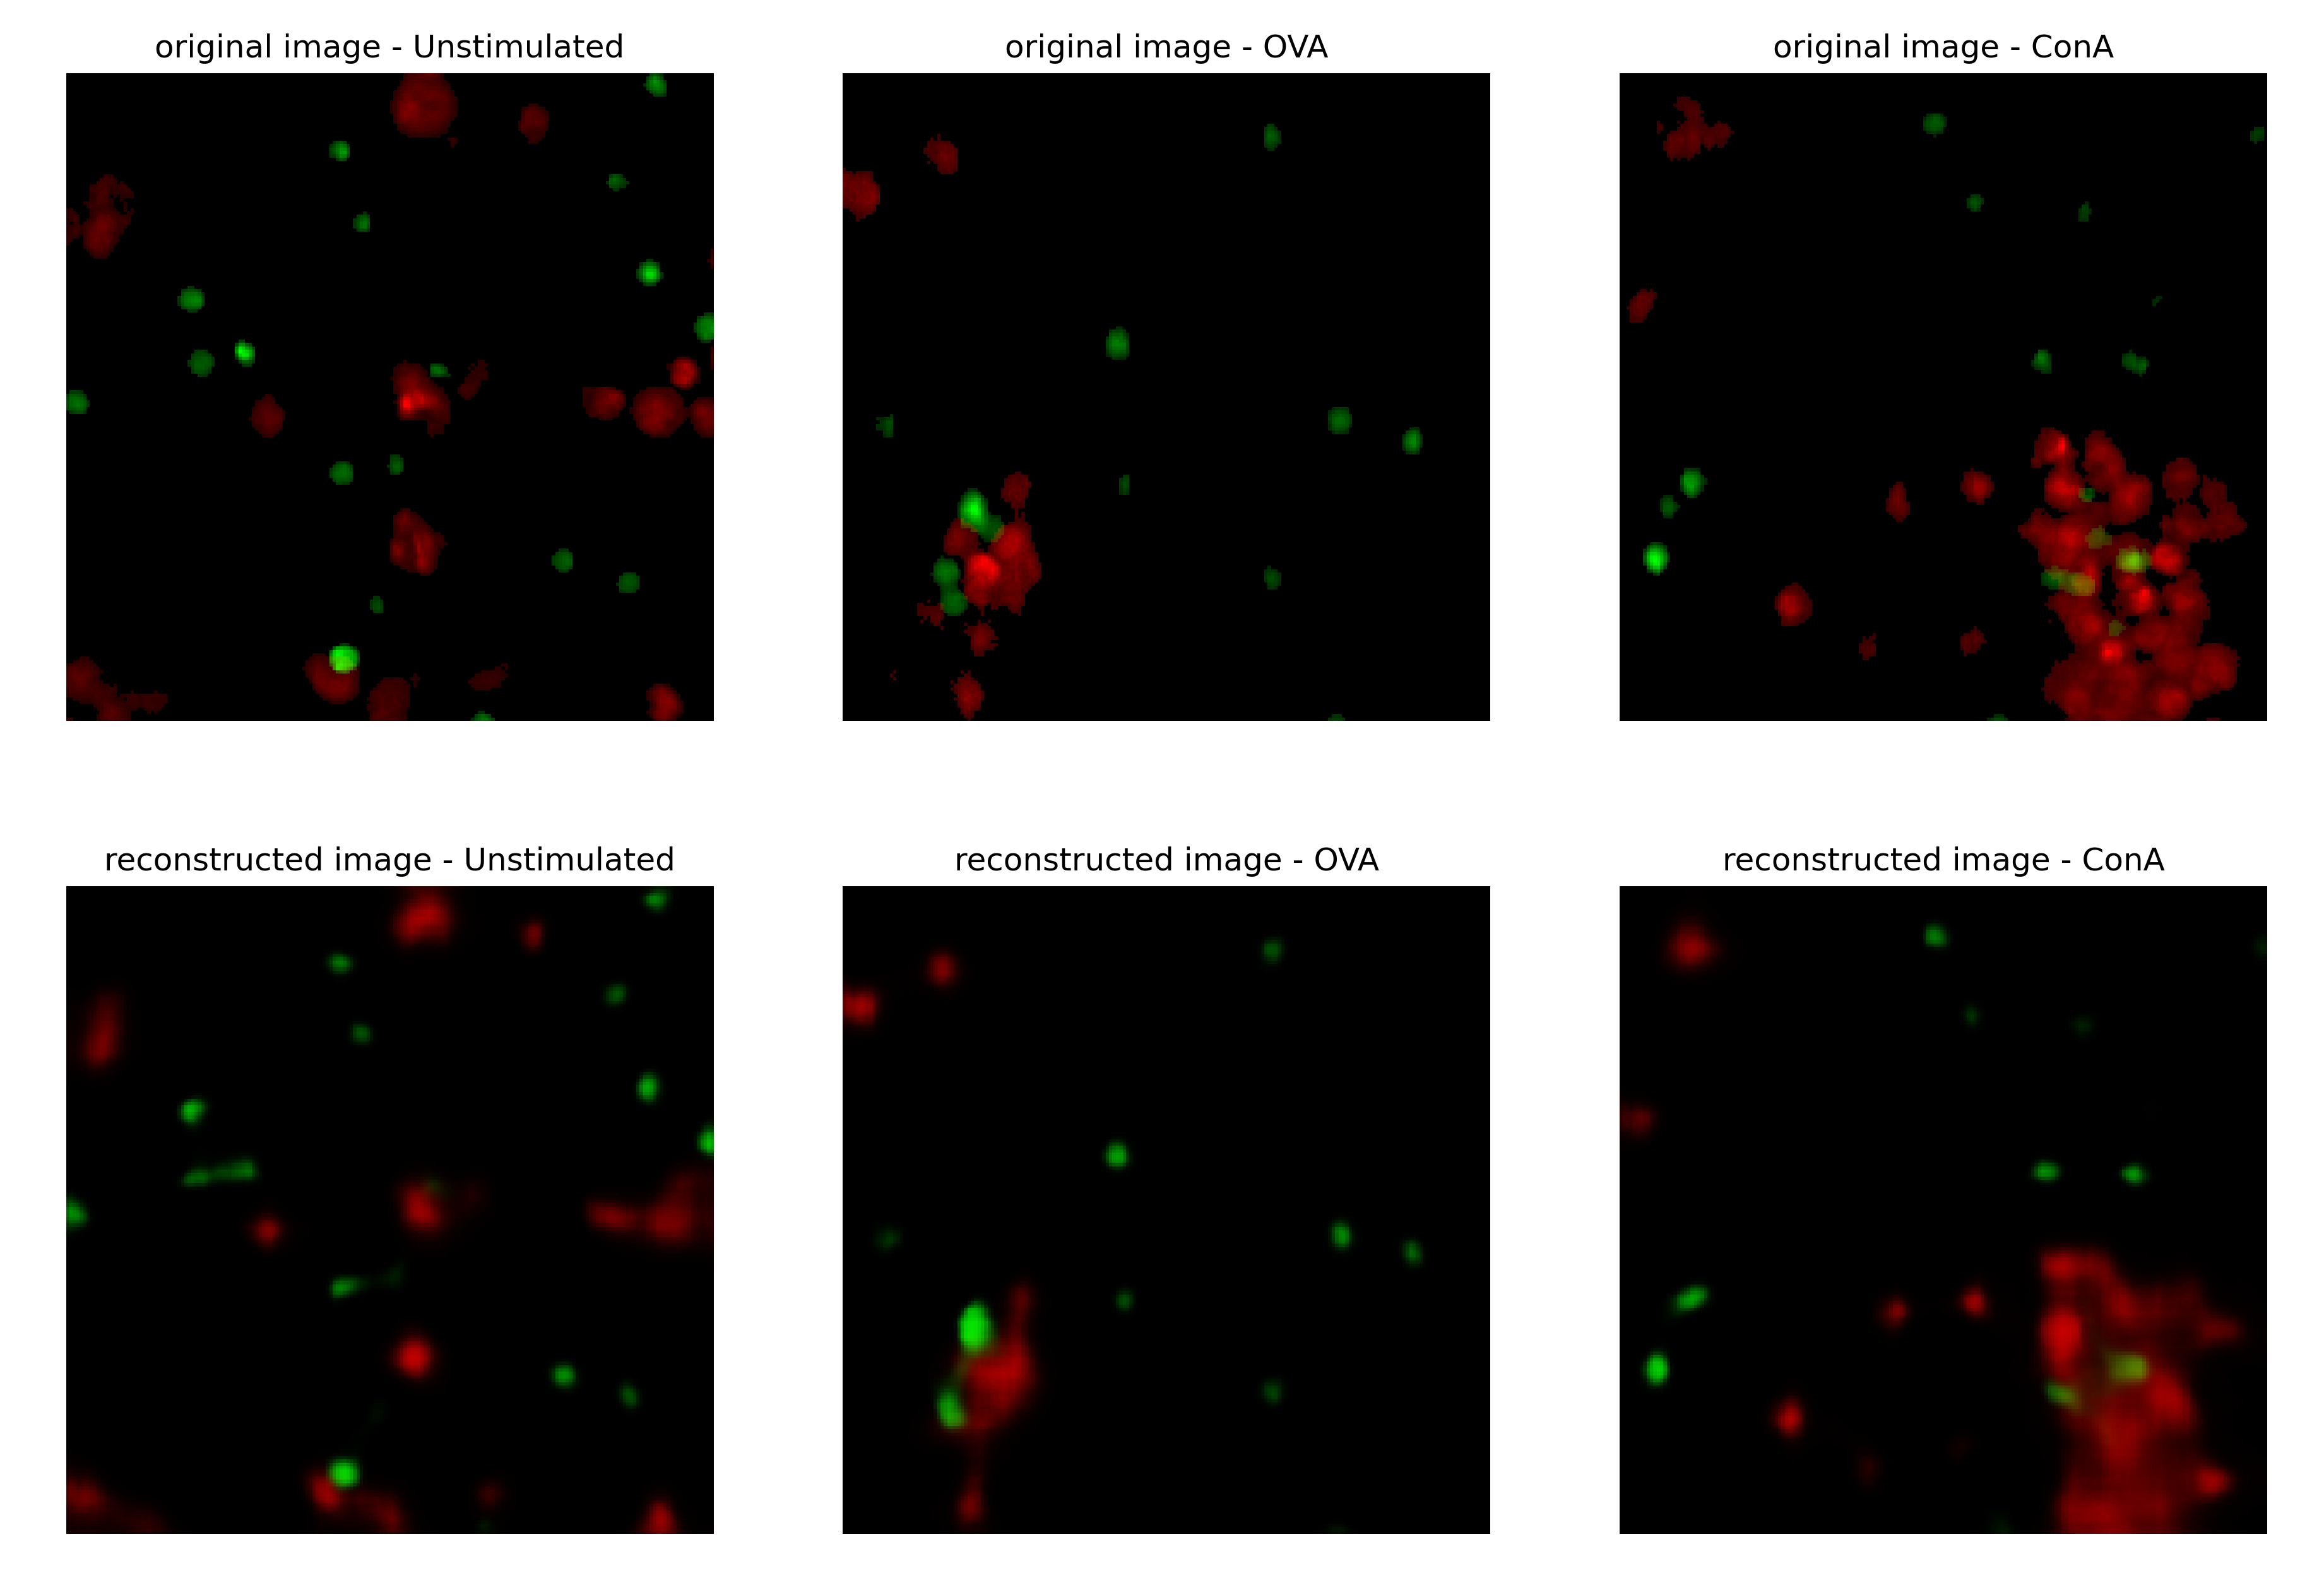 original image - Unstimulated
original image - OVA
original image - ConA
reconstructed image - Unstimulated
reconstructed image - OVA
reconstructed image - ConA